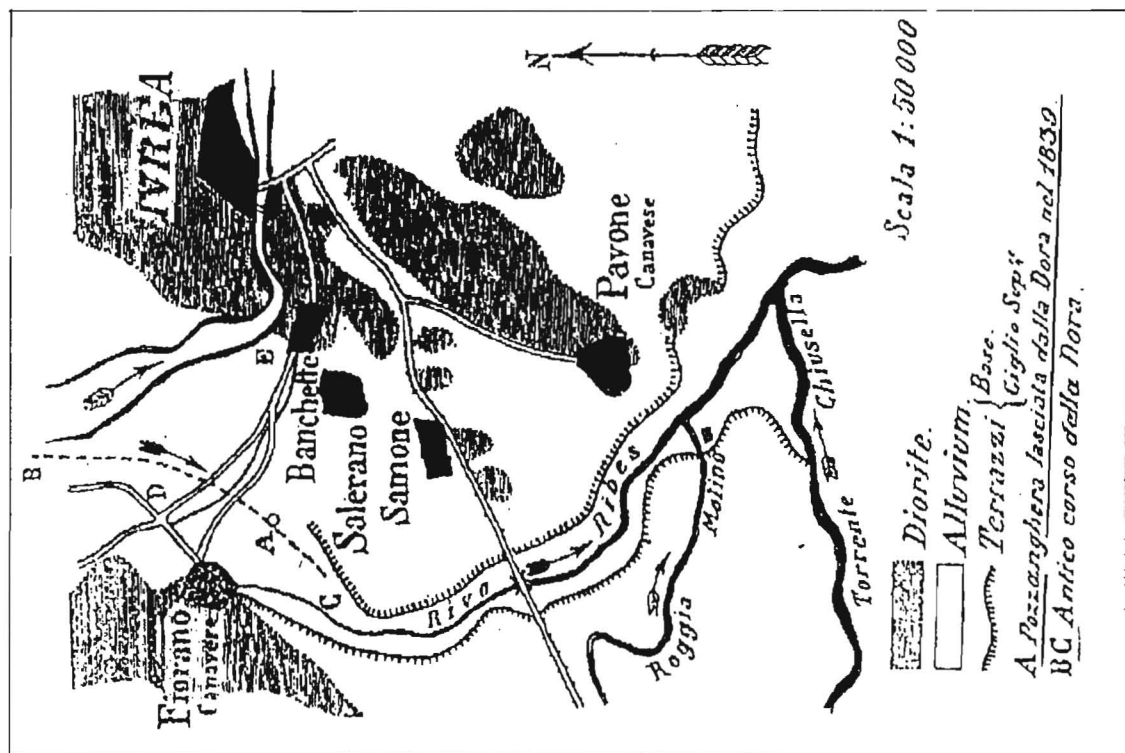 IVREA
N
Fiorano
Canavese
B
D
E
A
C
Banchette
Salerano
Samone
Pavone
Canavese
Rivo Ribes
Molino
Roggia
Torrente Chiusella
Scala 1:50000
Diorite.
Alluvium.
Terrazzi { Base.
Ciglio Sup.
A Pozzanghera lasciata dalla Dora nel 1839
BC Antico corso della Dora.